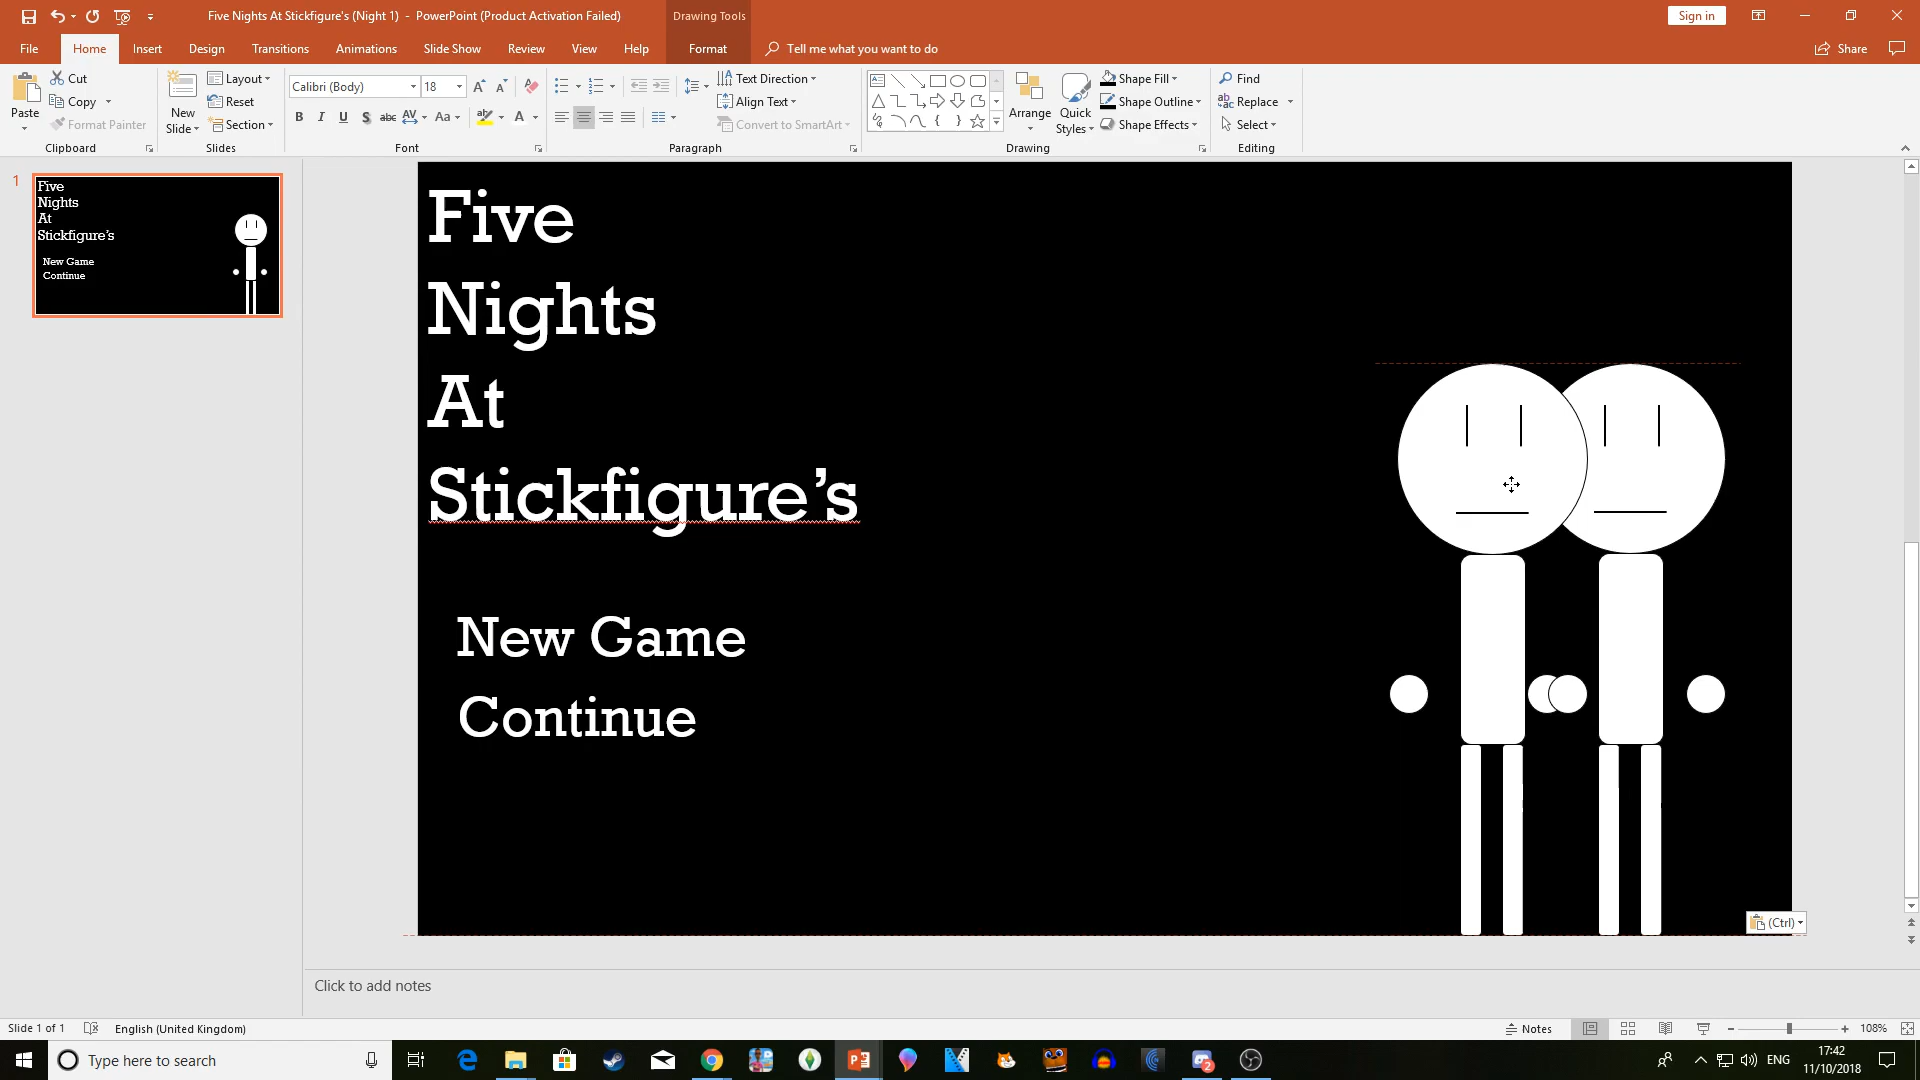 Five Nights At Stickfigure's (Night 1) - PowerPoint (Product Activation Failed)
Drawing Tools
Sign in
File
Home
Insert
Design
Transitions
Animations
Slide Show
Review
View
Help
Format
Tell me what you want to do
Share
Paste
Cut
Copy
Format Painter
Clipboard
New
Slide
Layout
Reset
Section
Slides
Calibri (Body)
18
B I U S abc AV Aa A
Font
Text Direction
Align Text
Convert to SmartArt
Paragraph
Arrange
Quick
Styles
Shape Fill
Shape Outline
Shape Effects
Drawing
Find
Replace
Select
Editing
1
Five
Nights
At
Stickfigure's
New Game
Continue
Five
Nights
At
Stickfigure's
New Game
Continue
(Ctrl)
Click to add notes
Slide 1 of 1
English (United Kingdom)
Notes
108%
Type here to search
2
ENG
17:42
11/10/2018